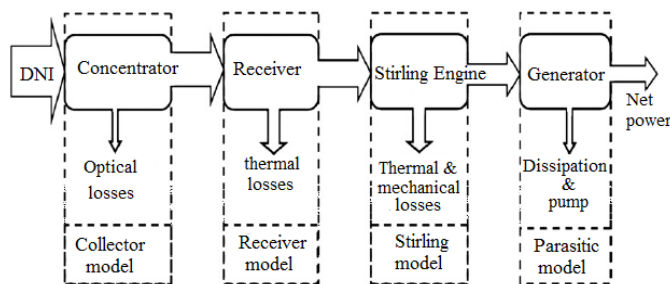 DNI
Concentrator
Receiver
Stirling Engine
Generator
Net
power
Optical
losses
thermal
losses
Thermal &
mechanical
losses
Dissipation
&
pump
Collector
model
Receiver
model
Stirling
model
Parasitic
model